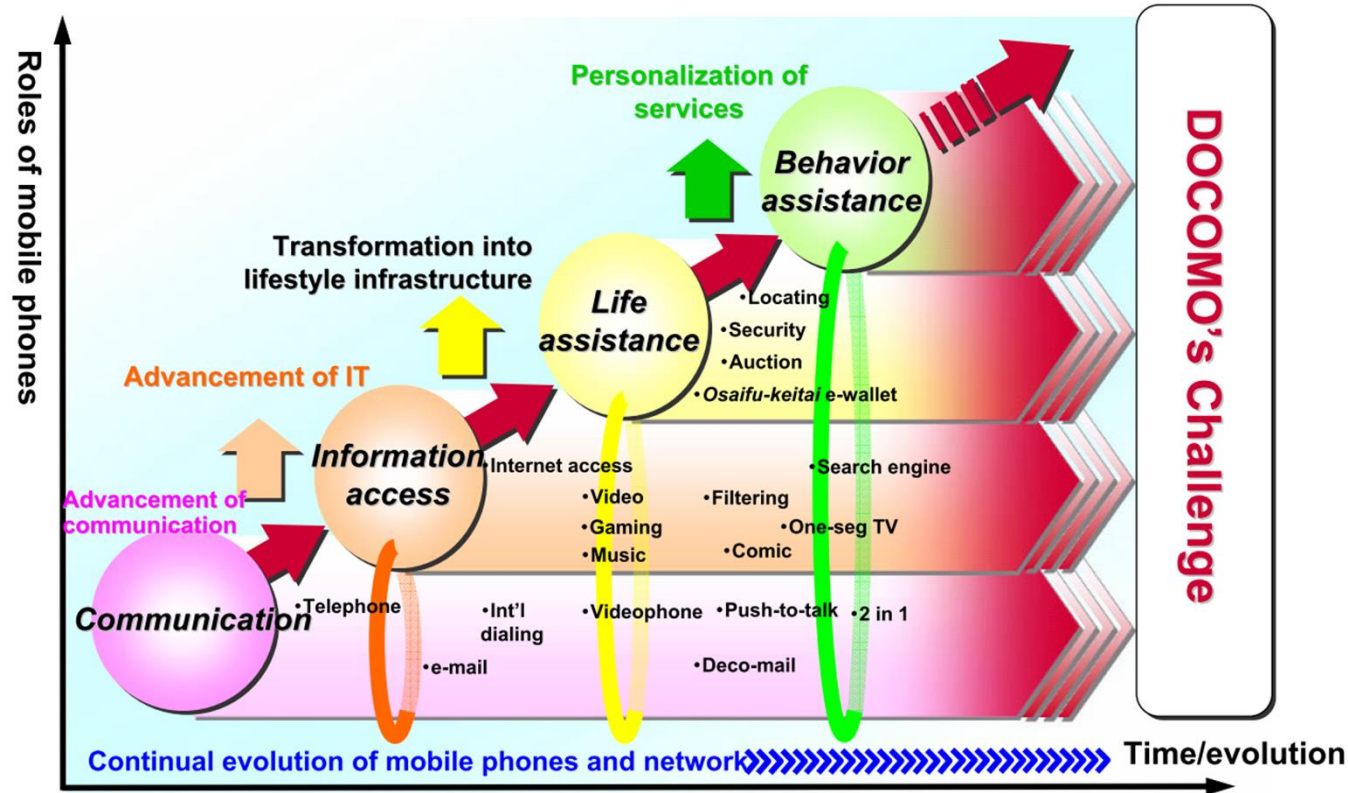 Roles of mobile phones
Personalization of
services
Behavior
assistance
Transformation into
lifestyle infrastructure
Life
assistance
•Locating
•Security
•Auction
•Osaifu-keitai e-wallet
Advancement of IT
Information
access
•Internet access
•Video
•Gaming
•Music
•Filtering
•Comic
•Search engine
•One-seg TV
Advancement of
communication
Communication
•Telephone
•e-mail
•Int'l
dialing
•Videophone
•Push-to-talk
•2 in 1
•Deco-mail
Continual evolution of mobile phones and network
Time/evolution
DOCOMO's Challenge